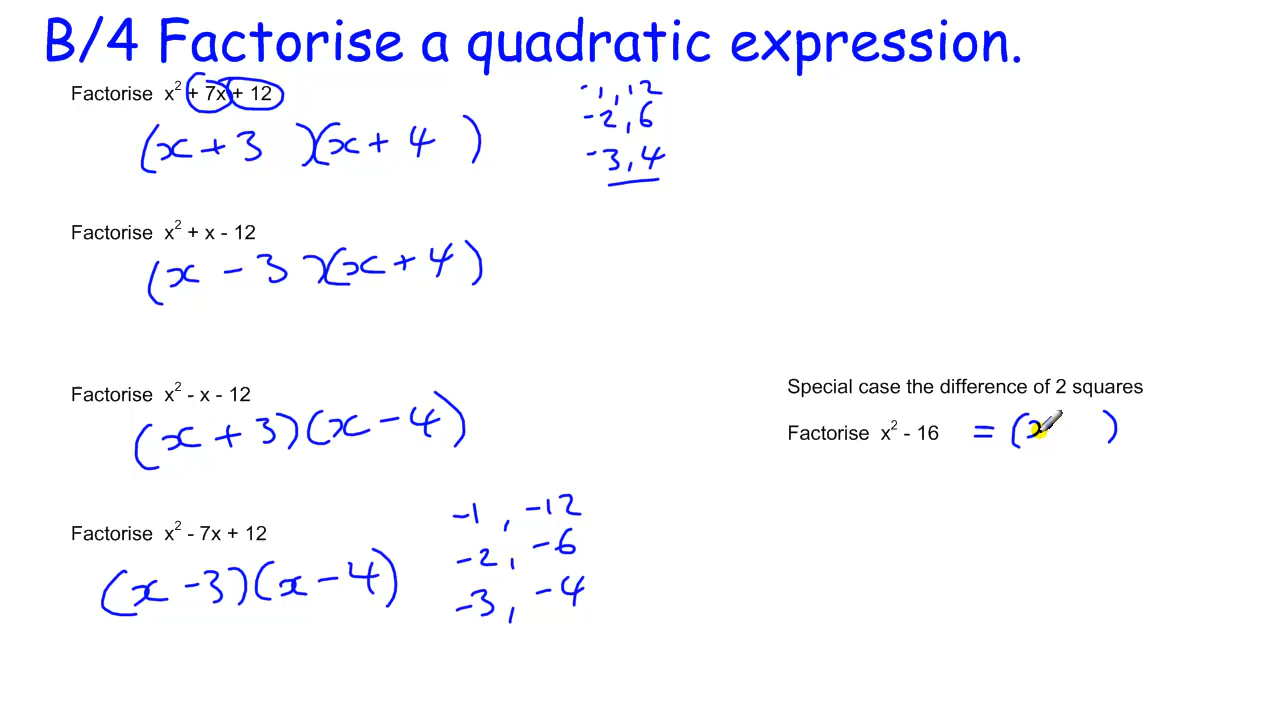 B/4 Factorise a quadratic expression.
Factorise x² + 7x + 12
(x + 3 )(x + 4 )
-1, 12
-2, 6
-3, 4
Factorise x² + x - 12
(x - 3 )(x + 4 )
Factorise x² - x - 12
(x + 3)(x - 4)
Factorise x² - 7x + 12
(x - 3)(x - 4)
-1 , -12
-2 , -6
-3 , -4
Special case the difference of 2 squares
Factorise x² - 16 = (x )